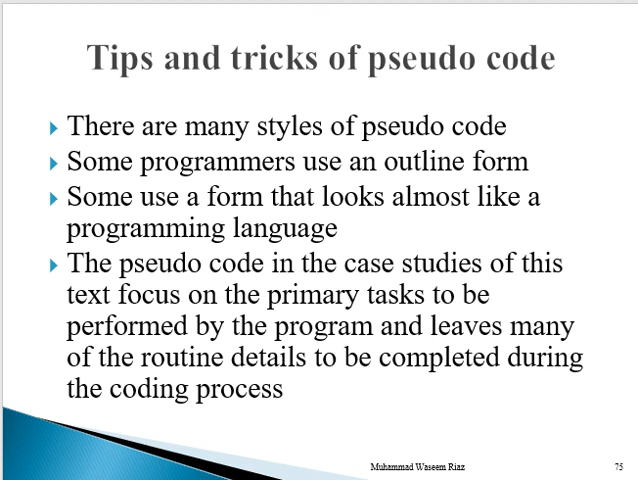 Tips and tricks of pseudo code
There are many styles of pseudo code
Some programmers use an outline form
Some use a form that looks almost like a
programming language
The pseudo code in the case studies of this
text focus on the primary tasks to be
performed by the program and leaves many
of the routine details to be completed during
the coding process
Muhammad Waseem Riaz
75